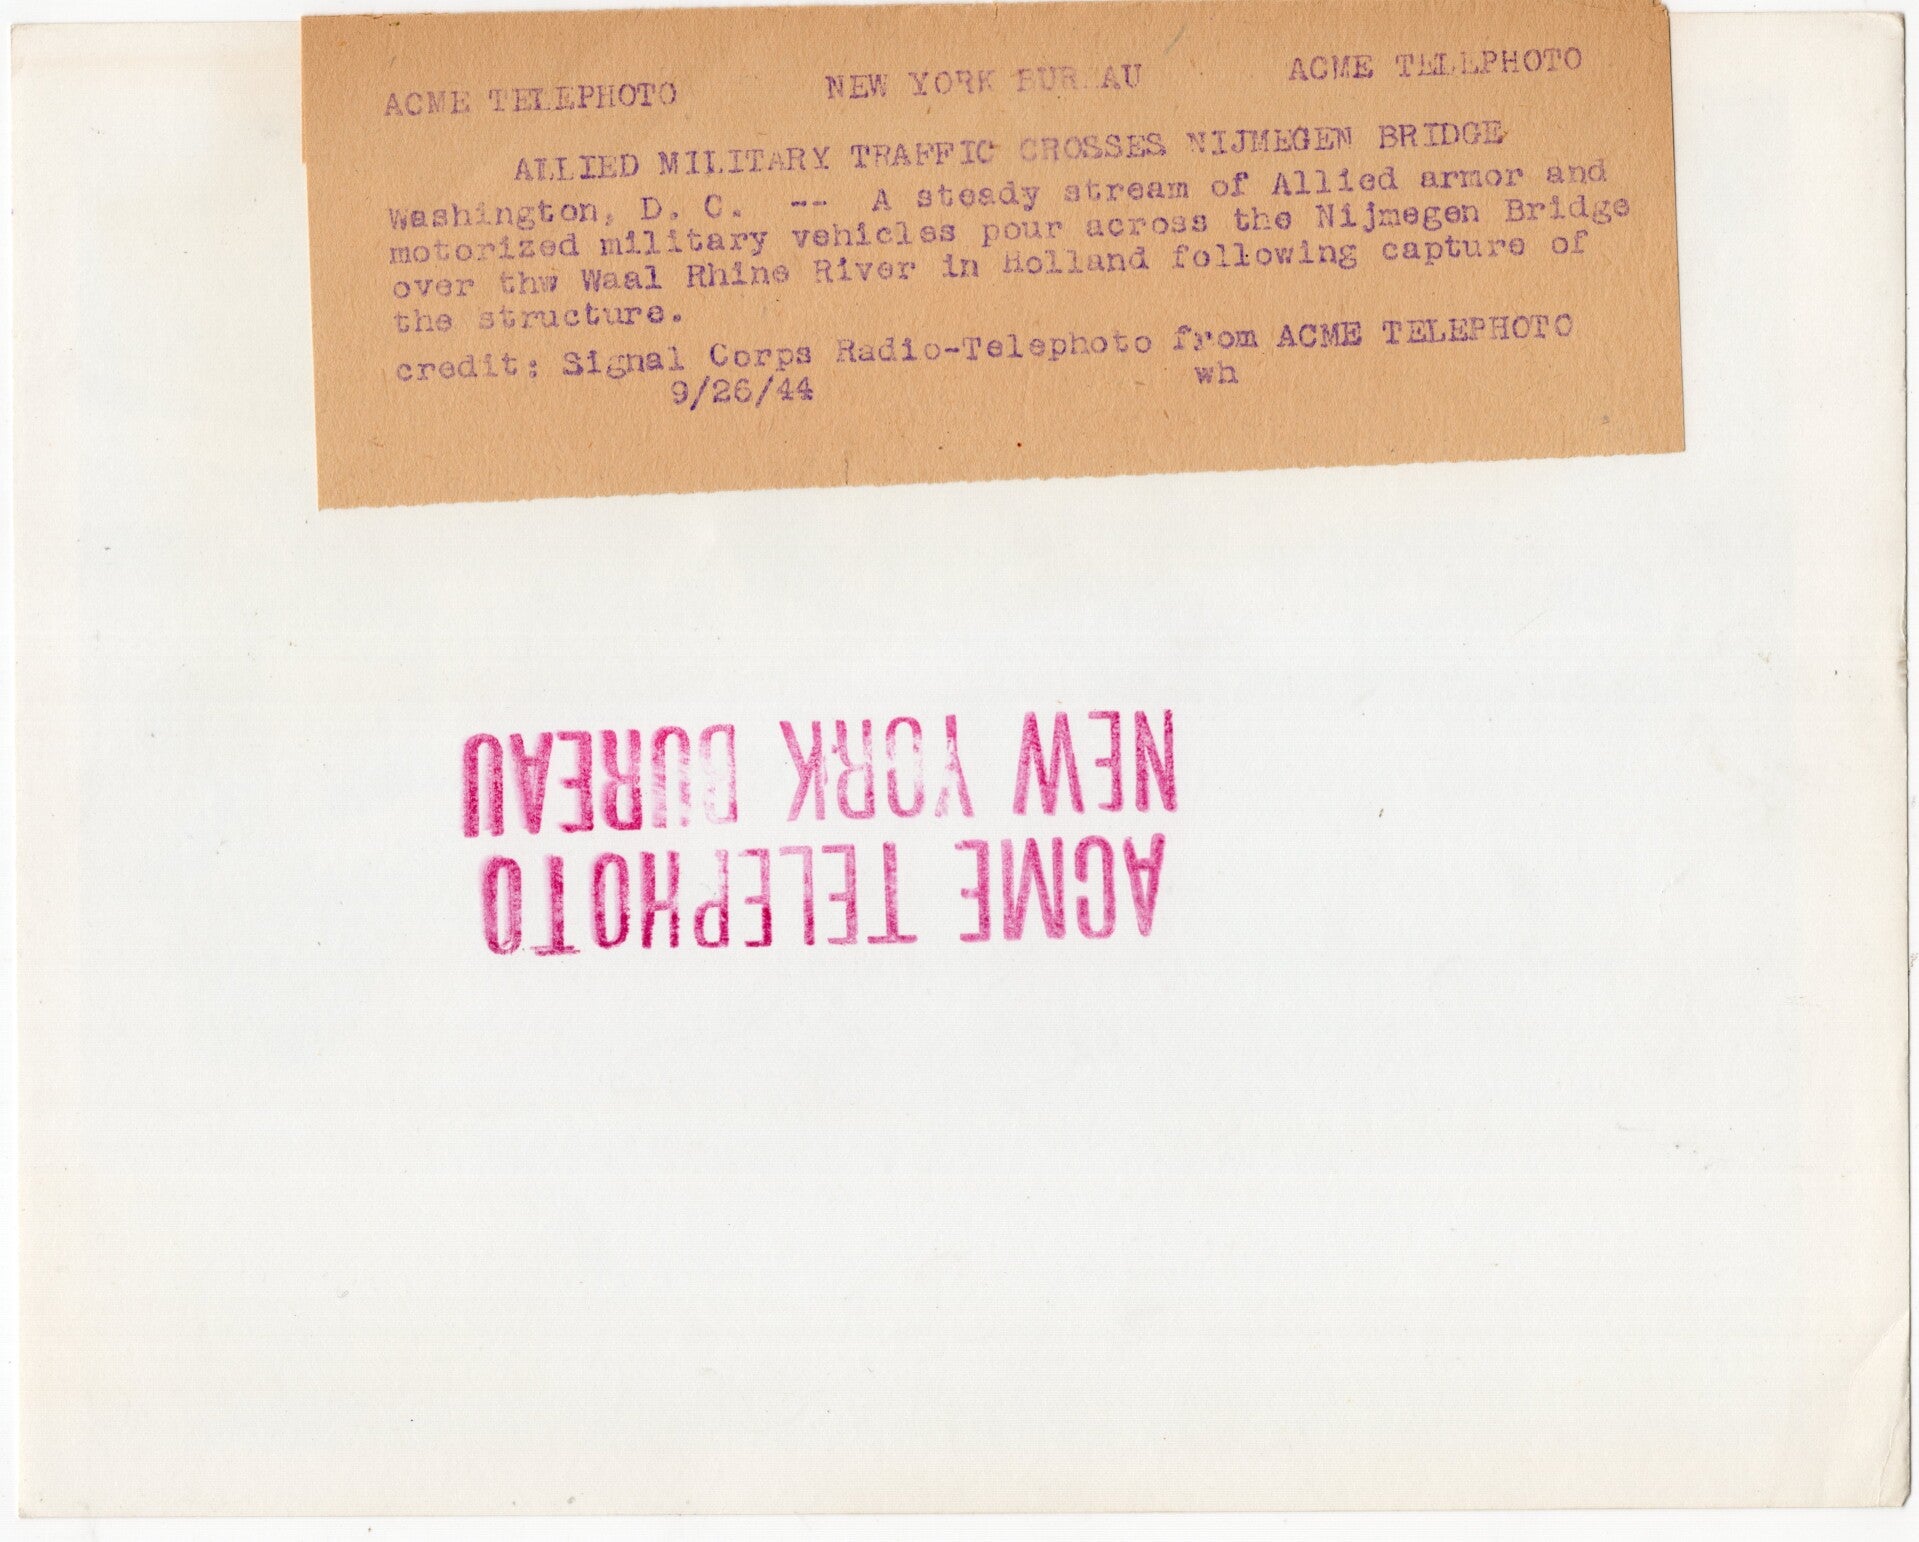 ACME TELEPHOTO NEW YORK BUREAU ACME TELEPHOTO
ALLIED MILITARY TRAFFIC CROSSES NIJMEGEN BRIDGE
Washington, D. C. -- A steady stream of Allied armor and
motorized military vehicles pour across the Nijmegen Bridge
over thw Waal Rhine River in Holland following capture of
the structure.
credit: Signal Corps Radio-Telephoto from ACME TELEPHOTO
9/26/44 wh
ACME TELEPHOTO
NEW YORK BUREAU